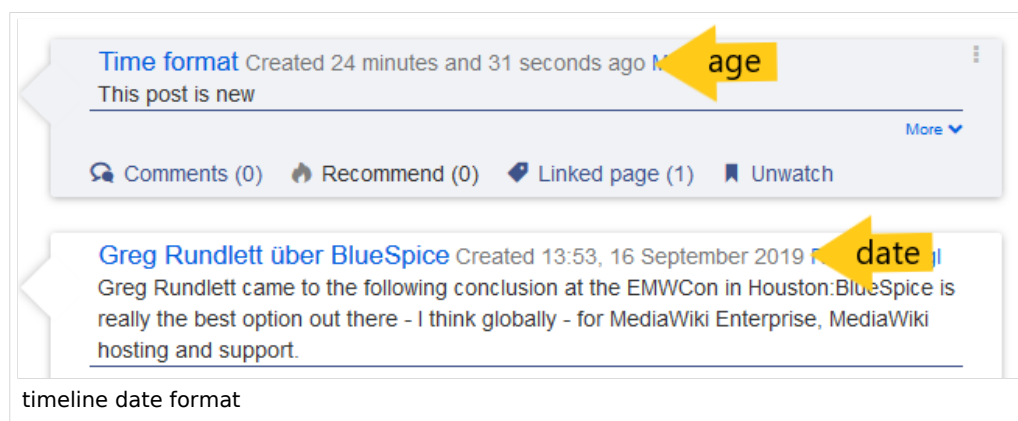 Time format Created 24 minutes and 31 seconds ago
age
This post is new
More
Comments (0) Recommend (0) Linked page (1) Unwatch
Greg Rundlett über BlueSpice Created 13:53, 16 September 2019
date
Greg Rundlett came to the following conclusion at the EMWCon in Houston:BlueSpice is
really the best option out there - I think globally - for MediaWiki Enterprise, MediaWiki
hosting and support.
timeline date format